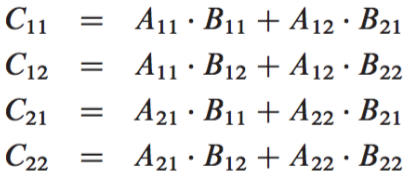 C₁₁ = A₁₁ · B₁₁ + A₁₂ · B₂₁
C₁₂ = A₁₁ · B₁₂ + A₁₂ · B₂₂
C₂₁ = A₂₁ · B₁₁ + A₂₂ · B₂₁
C₂₂ = A₂₁ · B₁₂ + A₂₂ · B₂₂